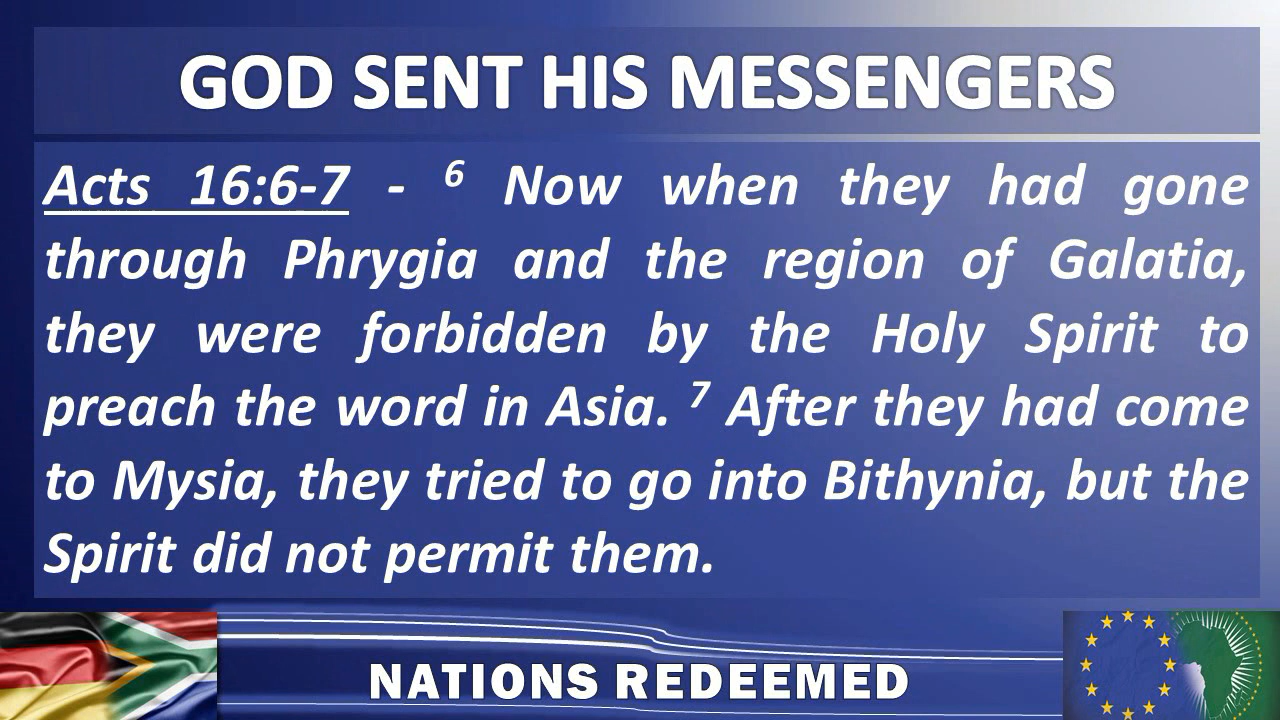 GOD SENT HIS MESSENGERS
Acts 16:6-7 - ⁶ Now when they had gone
through Phrygia and the region of Galatia,
they were forbidden by the Holy Spirit to
preach the word in Asia. ⁷ After they had come
to Mysia, they tried to go into Bithynia, but the
Spirit did not permit them.
NATIONS REDEEMED